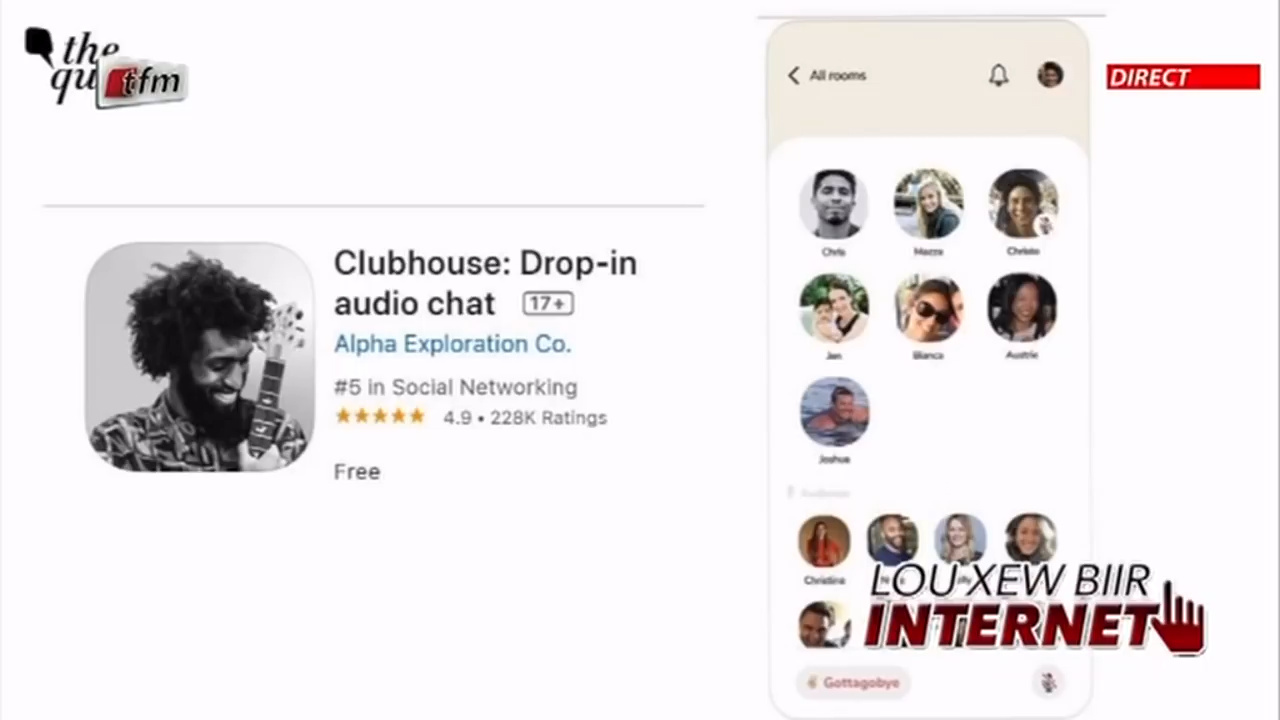 the
qu
tfm
DIRECT
All rooms
Clubhouse: Drop-in
audio chat 17+
Alpha Exploration Co.
#5 in Social Networking
4.9 • 228K Ratings
Free
Chris
Christo
Jen
Bianca
Austrie
Joshua
Christina
LOU XEW BIIR
INTERNET
Gottagobye